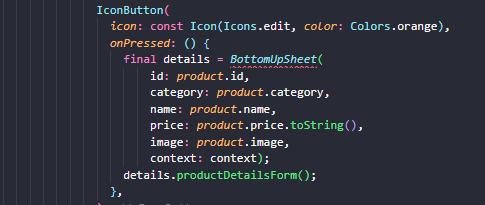 IconButton(
icon: const Icon(Icons.edit, color: Colors.orange),
onPressed: () {
final details = BottomUpSheet(
id: product.id,
category: product.category,
name: product.name,
price: product.price.toString(),
image: product.image,
context: context);
details.productDetailsForm();
},